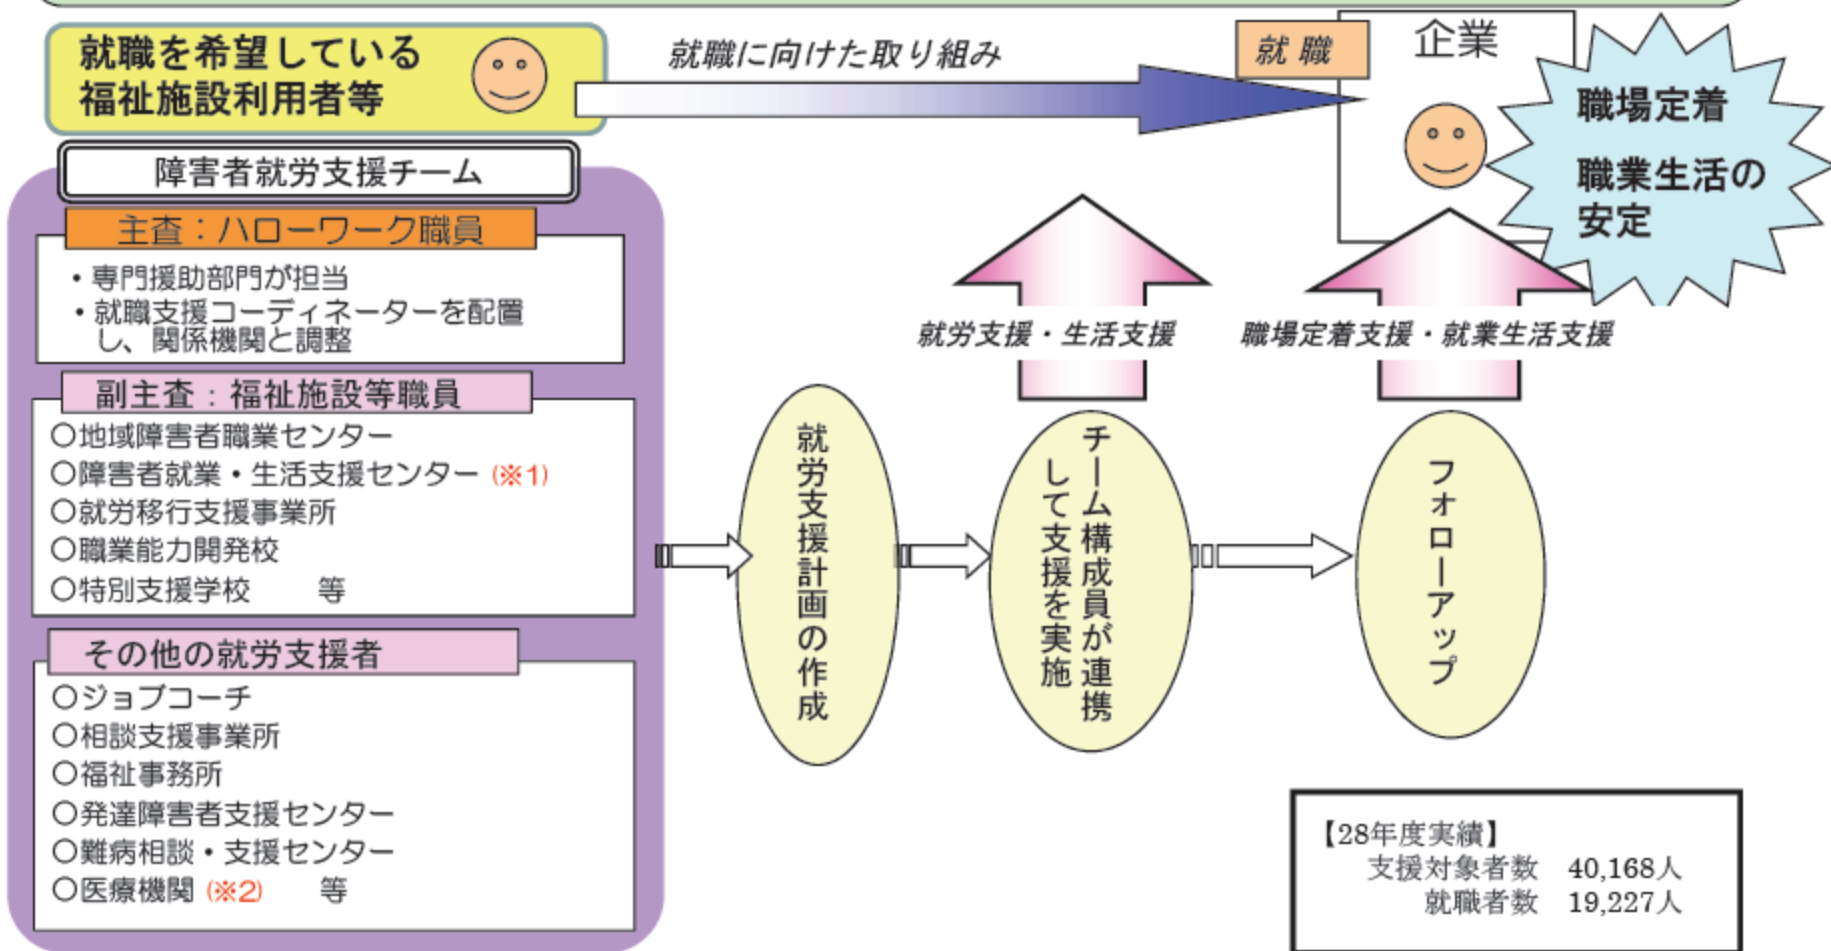 就職を希望している
福祉施設利用者等
就職に向けた取り組み
就職
企業
職場定着
職業生活の
安定
障害者就労支援チーム
主査：ハローワーク職員
・専門援助部門が担当
・就職支援コーディネーターを配置
し、関係機関と調整
副主査：福祉施設等職員
○地域障害者職業センター
○障害者就業・生活支援センター (※1)
○就労移行支援事業所
○職業能力開発校
○特別支援学校　等
その他の就労支援者
○ジョブコーチ
○相談支援事業所
○福祉事務所
○発達障害者支援センター
○難病相談・支援センター
○医療機関 (※2)　等
就労支援計画の作成
就労支援・生活支援
チーム構成員が連携
して支援を実施
職場定着支援・就業生活支援
フォローアップ
【28年度実績】
支援対象者数　40,168人
就職者数　19,227人